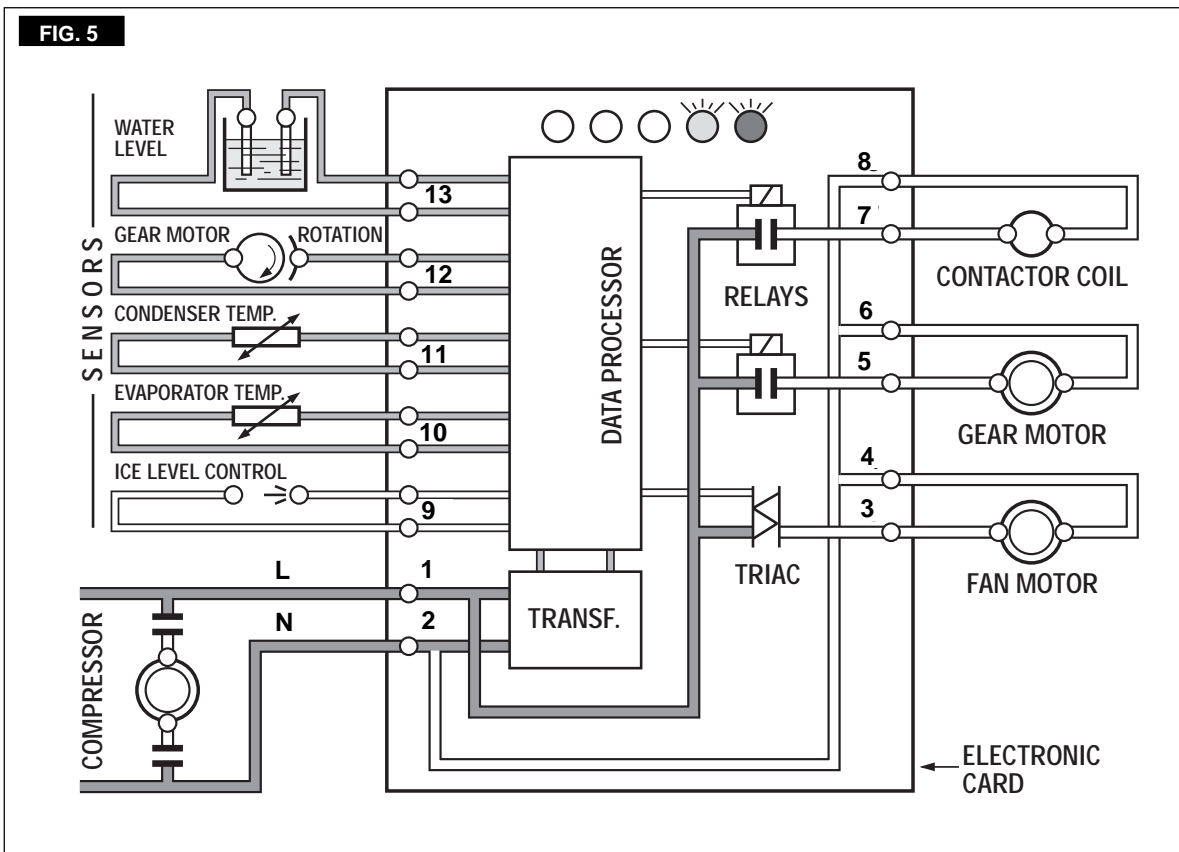 FIG. 5
WATER
LEVEL
13
GEAR MOTOR
ROTATION
12
CONDENSER TEMP.
11
EVAPORATOR TEMP.
10
ICE LEVEL CONTROL
9
SENSORS
L
1
N
2
COMPRESSOR
DATA PROCESSOR
TRANSF.
RELAYS
TRIAC
8
7
CONTACTOR COIL
6
5
GEAR MOTOR
4
3
FAN MOTOR
ELECTRONIC
CARD